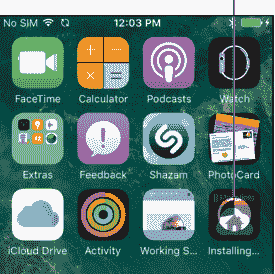 No SIM 12:03 PM
FaceTime Calculator Podcasts Watch
Extras Feedback Shazam PhotoCard
iCloud Drive Activity Working S... Installing...